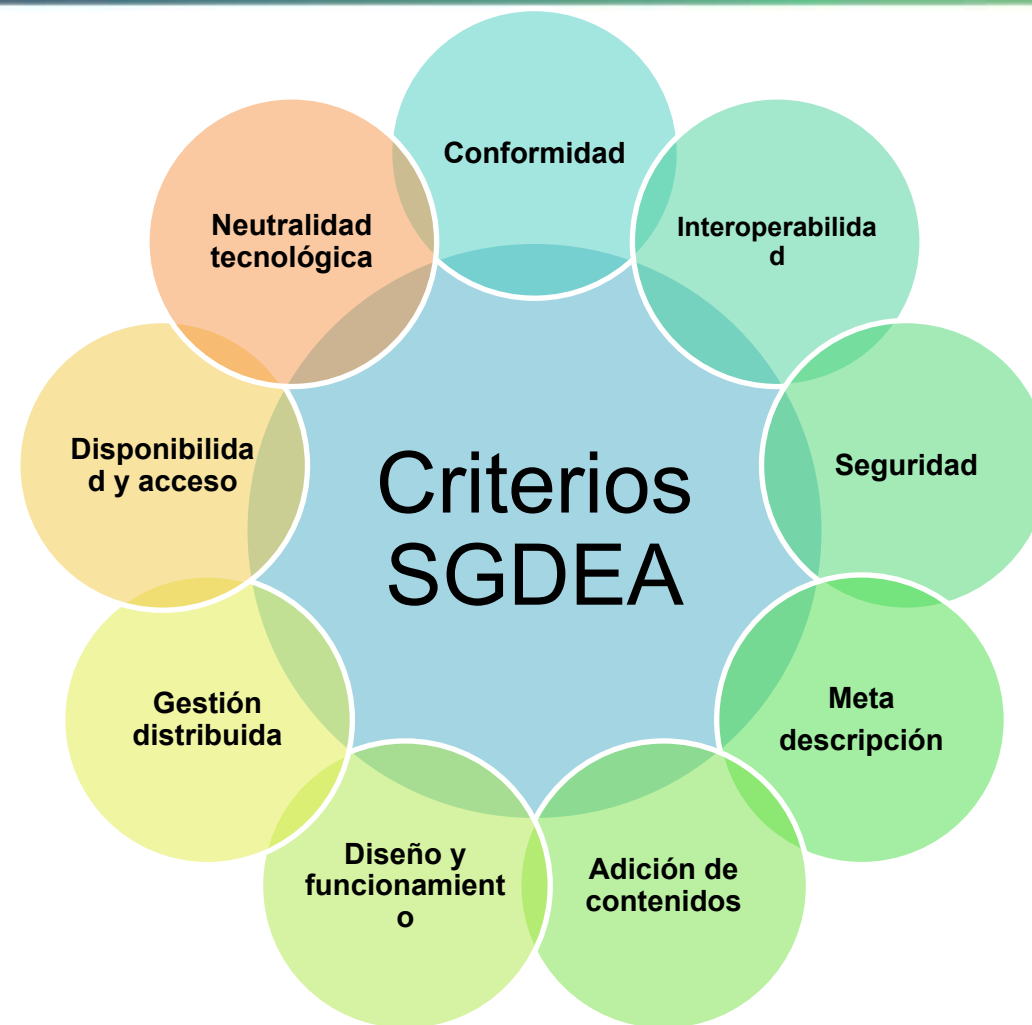 Conformidad
Interoperabilida
d
Seguridad
Meta
descripción
Adición de
contenidos
Diseño y
funcionamient
o
Gestión
distribuida
Disponibilida
d y acceso
Neutralidad
tecnológica
Criterios
SGDEA